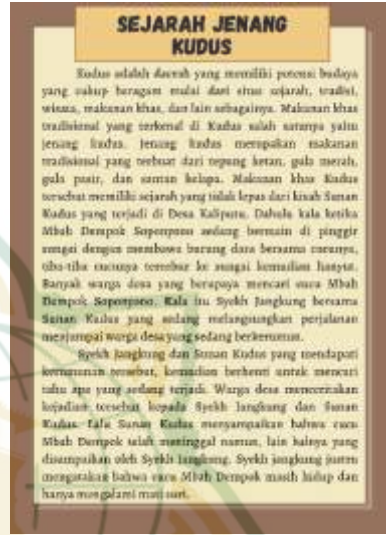 SEJARAH JENANG
KUDUS
Kudus adalah daerah yang memiliki potensi budaya
yang cukup beragam mulai dari situs sejarah, tradisi,
wisata, makanan khas, dan lain sebagainya. Makanan khas
tradisional yang terkenal di Kudus salah satunya yaitu
jenang kudus. Jenang kudus merupakan makanan
tradisional yang terbuat dari tepung ketan, gula merah,
gula pasir, dan santan kelapa. Makanan khas Kudus
tersebut memiliki sejarah yang tidak lepas dari kisah Sunan
Kudus yang terjadi di Desa Kaliputu. Dahulu kala ketika
Mbah Dempok Soponyono sedang bermain di pinggir
sungai dengan membawa burung dara bersama cucunya,
tiba-tiba cucunya tercebur ke sungai kemudian hanyut.
Banyak warga desa yang berupaya mencari cucu Mbah
Dempok Soponyono. Kala itu Syekh Jangkung bersama
Sunan Kudus yang sedang melangsungkan perjalanan
menjumpai warga desa yang sedang berkerumun.
Syekh Jangkung dan Sunan Kudus yang mendapati
kerumunan tersebut, kemudian berhenti untuk mencari
tahu apa yang sedang terjadi. Warga desa menceritakan
kejadian tersebut kepada Syekh Jangkung dan Sunan
Kudus. Lalu Sunan Kudus menyampaikan bahwa cucu
Mbah Dempok telah meninggal namun, lain halnya yang
disampaikan oleh Syekh Jangkung. Syekh jangkung justru
mengatakan bahwa cucu Mbah Dempok masih hidup dan
hanya mengalami mati suri.